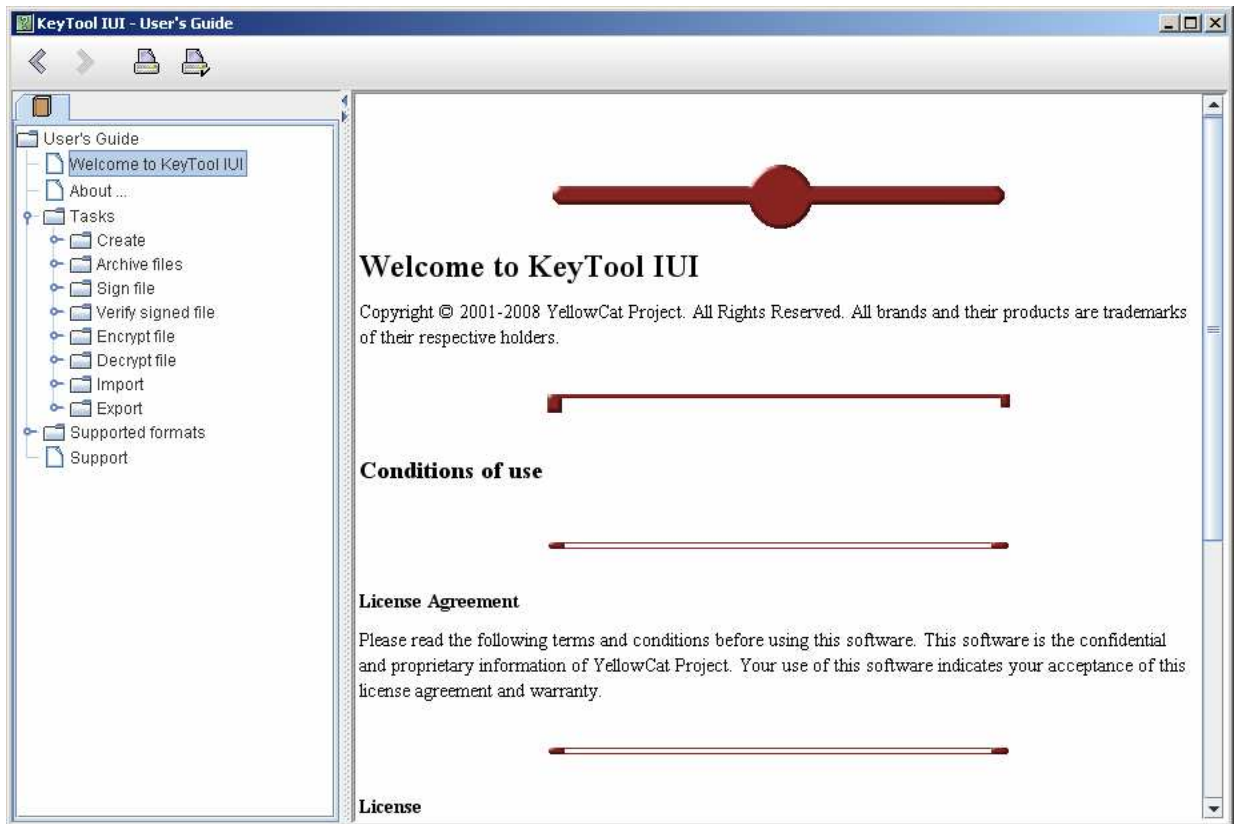 KeyTool IUI - User's Guide
User's Guide
Welcome to KeyTool IUI
About ...
Tasks
Create
Archive files
Sign file
Verify signed file
Encrypt file
Decrypt file
Import
Export
Supported formats
Support
Welcome to KeyTool IUI
Copyright © 2001-2008 YellowCat Project. All Rights Reserved. All brands and their products are trademarks
of their respective holders.
Conditions of use
License Agreement
Please read the following terms and conditions before using this software. This software is the confidential
and proprietary information of YellowCat Project. Your use of this software indicates your acceptance of this
license agreement and warranty.
License